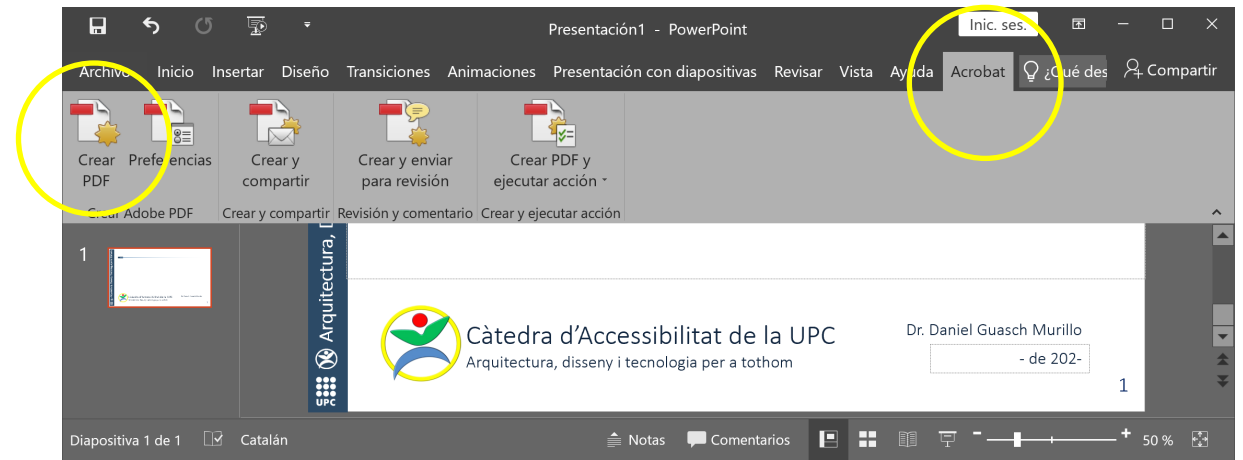 Presentación1 - PowerPoint
Inic. ses.
Archivo Inicio Insertar Diseño Transiciones Animaciones Presentación con diapositivas Revisar Vista Ayuda Acrobat ¿Qué des Compartir
Crear PDF
Preferencias
Crear y compartir
Crear y enviar para revisión
Crear PDF y ejecutar acción
Crear Adobe PDF Crear y compartir Revisión y comentario Crear y ejecutar acción
1
Arquitectura, D
UPC
Càtedra d'Accessibilitat de la UPC
Arquitectura, disseny i tecnologia per a tothom
Dr. Daniel Guasch Murillo
- de 202-
1
Diapositiva 1 de 1 Catalán Notas Comentarios 50 %